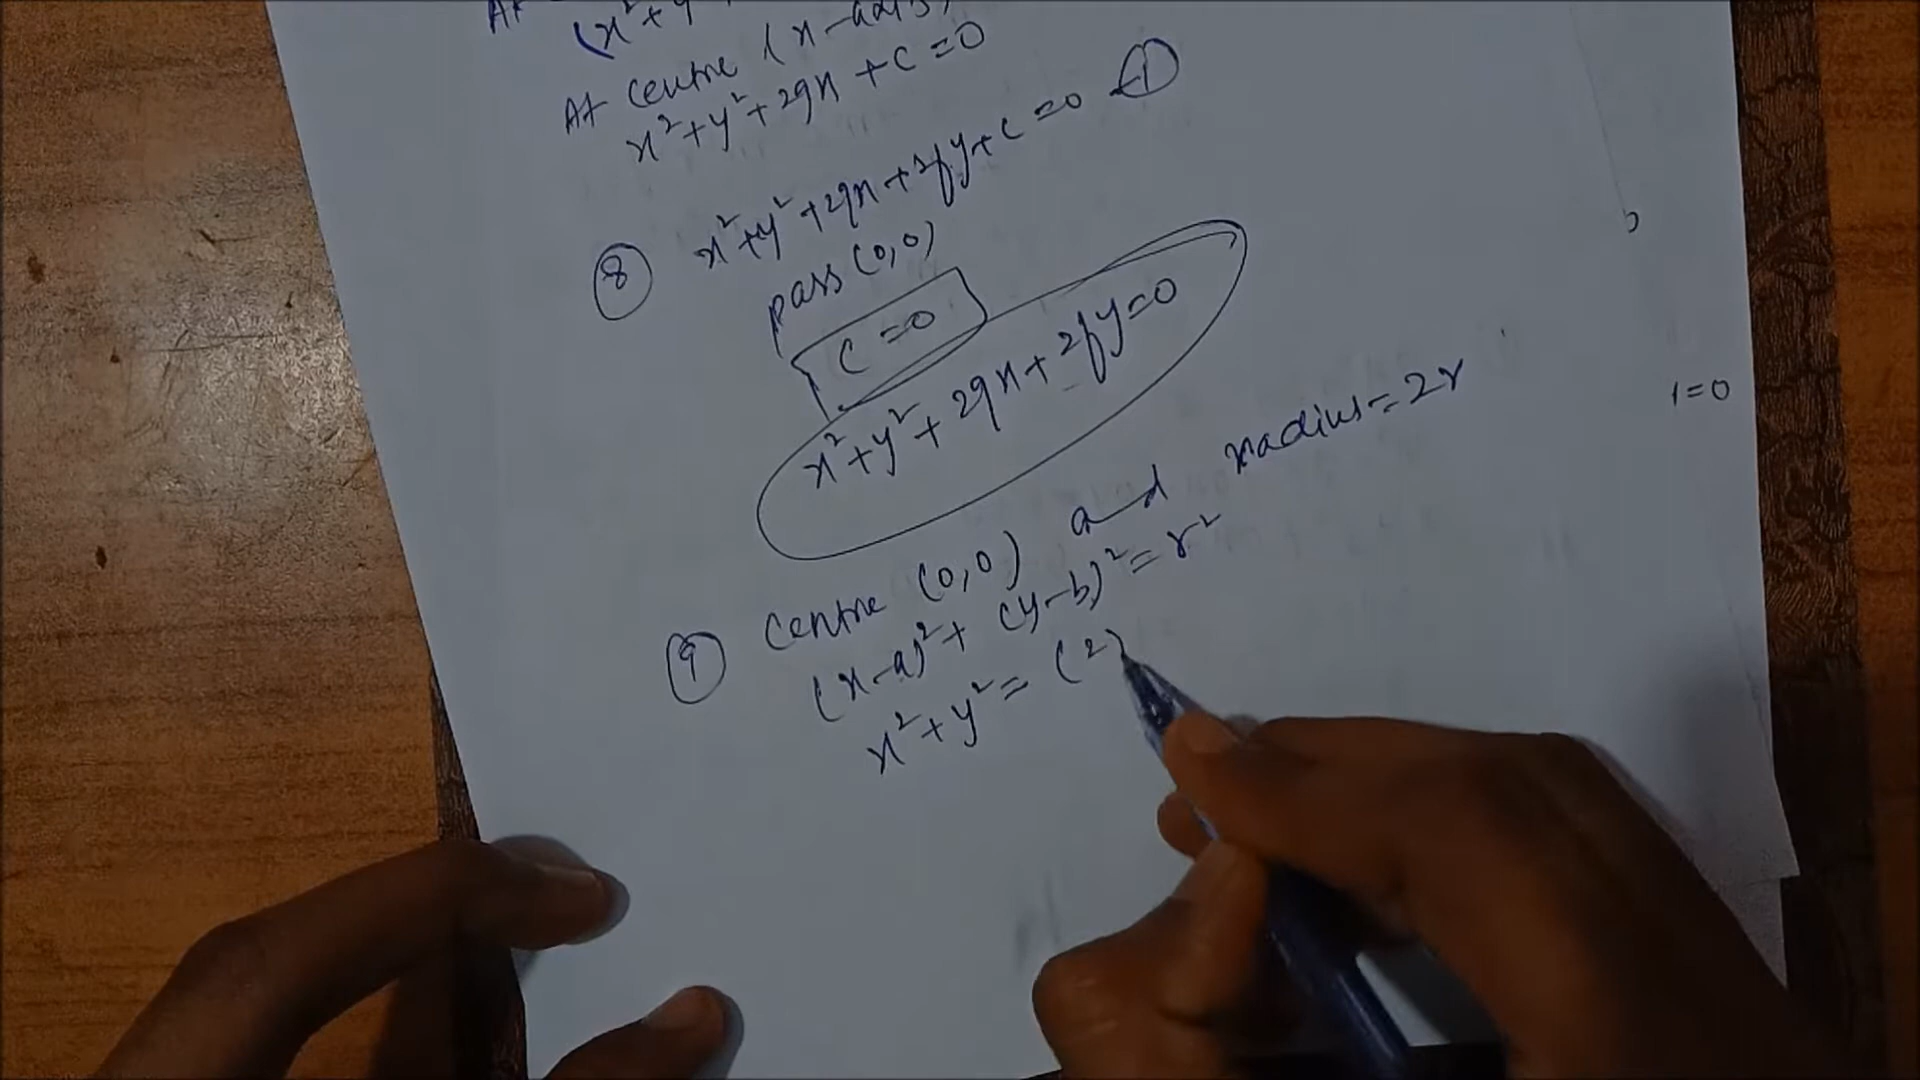 At
(x²+y
At centre (x-axis)
x²+y²+2gx+c=0
⑧ x²+y²+2gx+2fy+c=0 -①
pass (0,0)
c=0
x²+y²+2gx+2fy=0
⑨ Centre (0,0) and radius=2r
(x-a)²+(y-b)²=r²
x²+y²=(2)
1=0